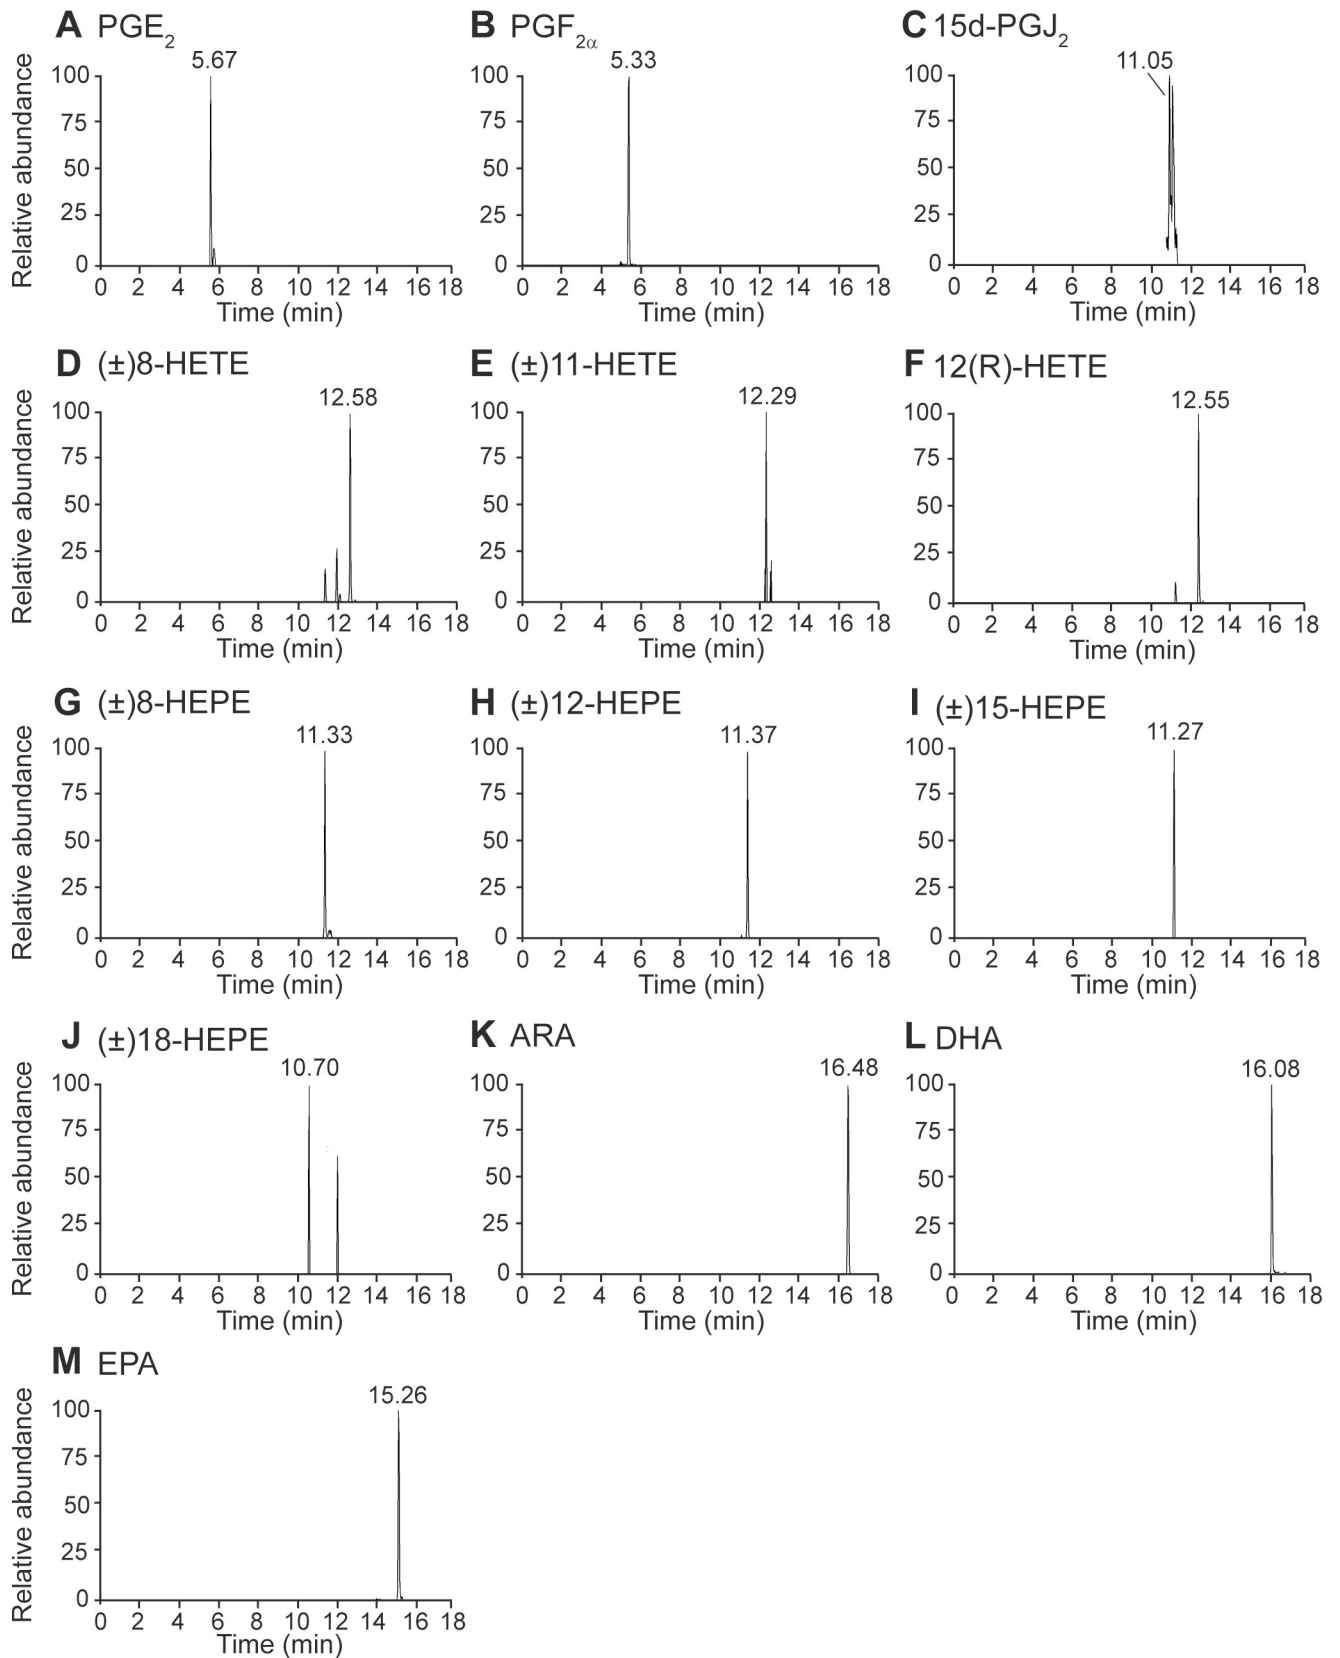 A PGE2
5.67
Relative abundance
100
75
50
25
0
0 2 4 6 8 10 12 14 16 18
Time (min)
B PGF2α
5.33
100
75
50
25
0
0 2 4 6 8 10 12 14 16 18
Time (min)
C 15d-PGJ2
11.05
100
75
50
25
0
0 2 4 6 8 10 12 14 16 18
Time (min)
D (±)8-HETE
12.58
Relative abundance
100
75
50
25
0
0 2 4 6 8 10 12 14 16 18
Time (min)
E (±)11-HETE
12.29
100
75
50
25
0
0 2 4 6 8 10 12 14 16 18
Time (min)
F 12(R)-HETE
12.55
100
75
50
25
0
0 2 4 6 8 10 12 14 16 18
Time (min)
G (±)8-HEPE
11.33
Relative abundance
100
75
50
25
0
0 2 4 6 8 10 12 14 16 18
Time (min)
H (±)12-HEPE
11.37
100
75
50
25
0
0 2 4 6 8 10 12 14 16 18
Time (min)
I (±)15-HEPE
11.27
100
75
50
25
0
0 2 4 6 8 10 12 14 16 18
Time (min)
J (±)18-HEPE
10.70
Relative abundance
100
75
50
25
0
0 2 4 6 8 10 12 14 16 18
Time (min)
K ARA
16.48
100
75
50
25
0
0 2 4 6 8 10 12 14 16 18
Time (min)
L DHA
16.08
100
75
50
25
0
0 2 4 6 8 10 12 14 16 18
Time (min)
M EPA
15.26
Relative abundance
100
75
50
25
0
0 2 4 6 8 10 12 14 16 18
Time (min)